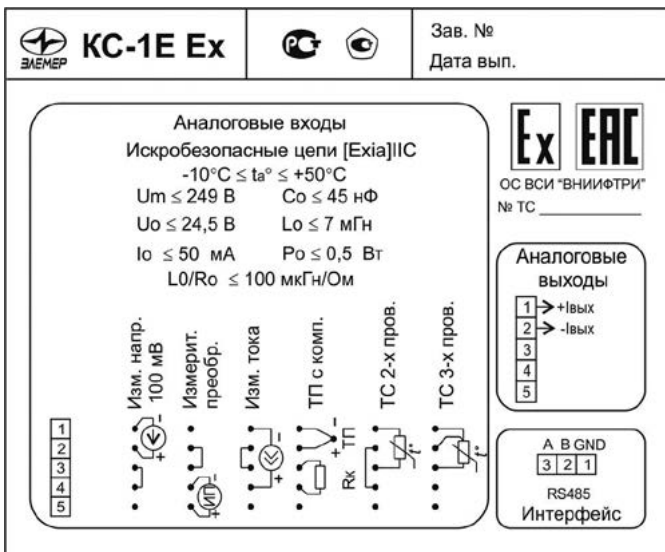 ЭЛЕМЕР
КС-1Е Ех
РСт
С
Зав. №
Дата вып.
Аналоговые входы
Искробезопасные цепи [Exia]IIC
-10°C ≤ ta° ≤ +50°C
Um ≤ 249 В Co ≤ 45 нФ
Uo ≤ 24,5 В Lo ≤ 7 мГн
Io ≤ 50 мА Po ≤ 0,5 Вт
L0/Ro ≤ 100 мкГн/Ом
Изм. напр.
100 мВ
Измерит.
преобр.
Изм. тока
ТП с комп.
ТС 2-х пров.
ТС 3-х пров.
1
2
3
4
5
- +
ИП
- +
- +
- +
ТП
Rк
t°
t°
Ex ЕАС
ОС ВСИ "ВНИИФТРИ"
№ ТС ________
Аналоговые
выходы
1 +Iвых
2 -Iвых
3
4
5
A B GND
3 2 1
RS485
Интерфейс